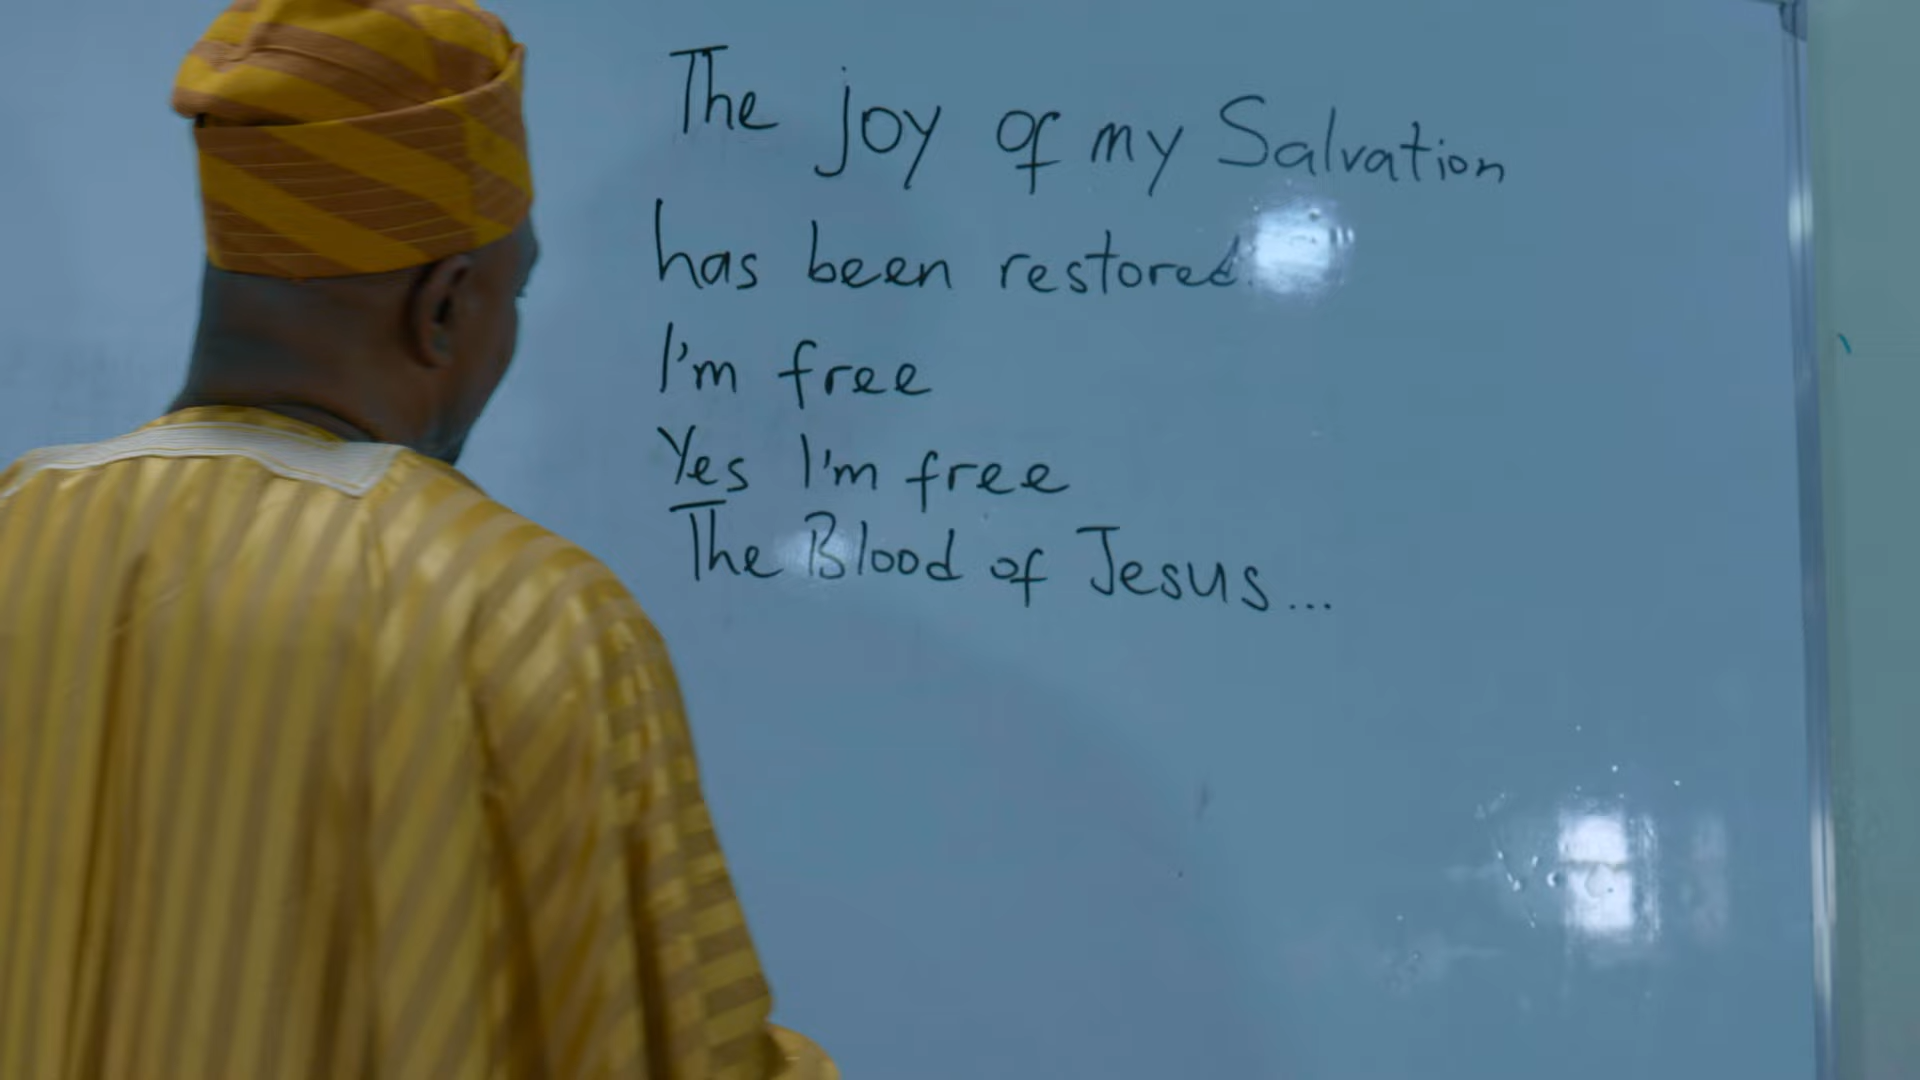 The joy of my Salvation
has been restored.
I'm free
Yes I'm free
The Blood of Jesus...